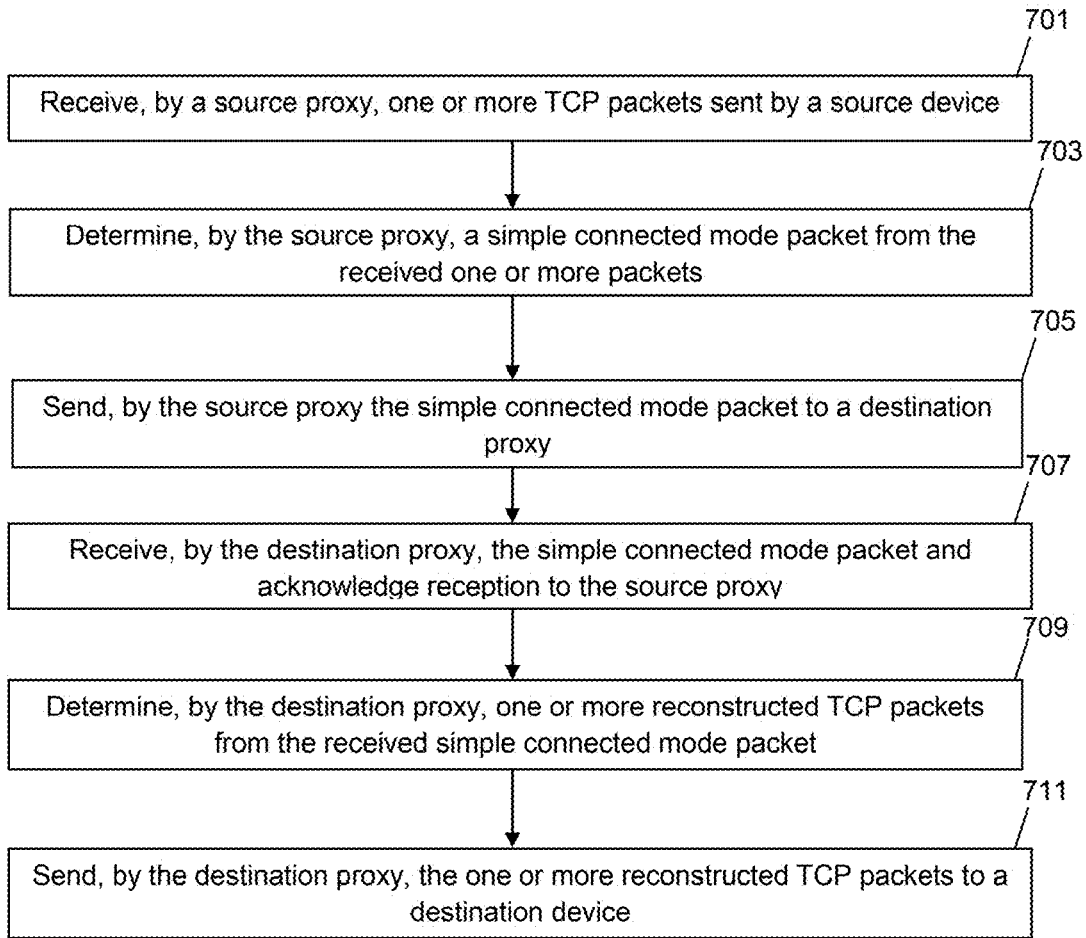 701
Receive, by a source proxy, one or more TCP packets sent by a source device
703
Determine, by the source proxy, a simple connected mode packet from the
received one or more packets
705
Send, by the source proxy the simple connected mode packet to a destination
proxy
707
Receive, by the destination proxy, the simple connected mode packet and
acknowledge reception to the source proxy
709
Determine, by the destination proxy, one or more reconstructed TCP packets
from the received simple connected mode packet
711
Send, by the destination proxy, the one or more reconstructed TCP packets to a
destination device